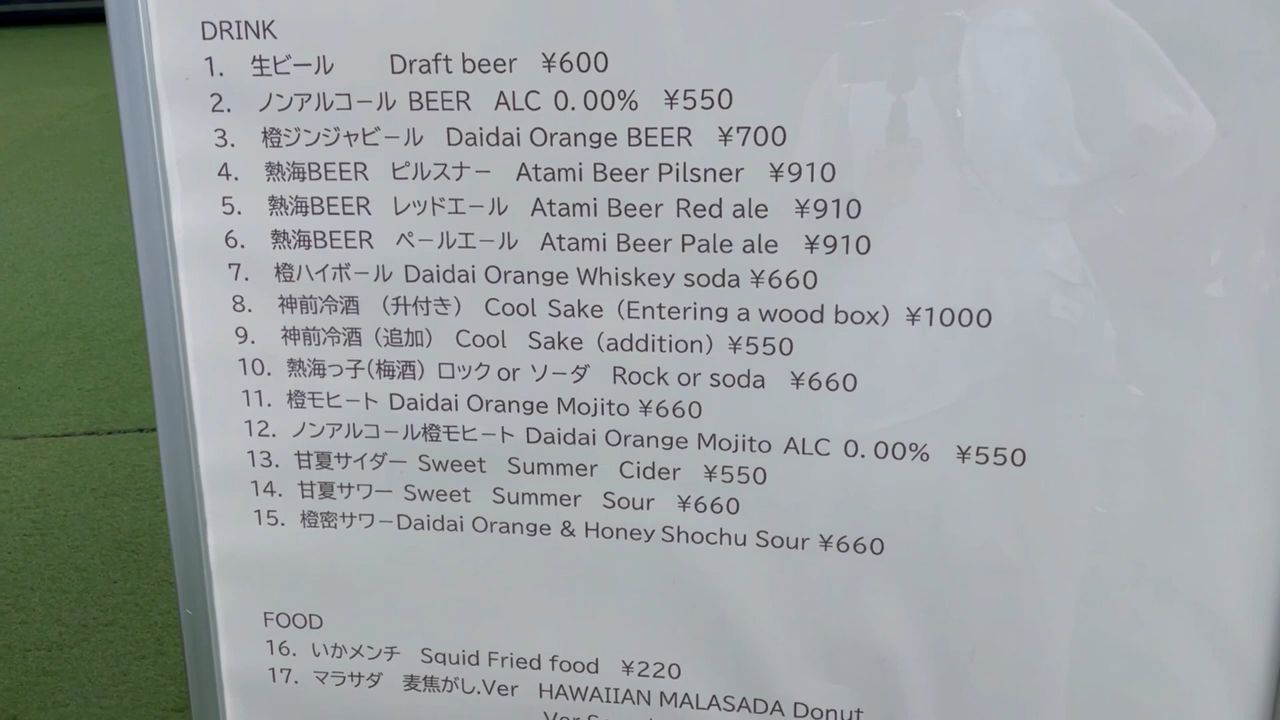 DRINK
1. 生ビール Draft beer ¥600
2. ノンアルコール BEER ALC 0.00% ¥550
3. 橙ジンジャビール Daidai Orange BEER ¥700
4. 熱海BEER ピルスナー Atami Beer Pilsner ¥910
5. 熱海BEER レッドエール Atami Beer Red ale ¥910
6. 熱海BEER ペールエール Atami Beer Pale ale ¥910
7. 橙ハイボール Daidai Orange Whiskey soda ¥660
8. 神前冷酒 (升付き) Cool Sake (Entering a wood box) ¥1000
9. 神前冷酒 (追加) Cool Sake (addition) ¥550
10. 熱海っ子(梅酒) ロック or ソーダ Rock or soda ¥660
11. 橙モヒート Daidai Orange Mojito ¥660
12. ノンアルコール橙モヒート Daidai Orange Mojito ALC 0.00% ¥550
13. 甘夏サイダー Sweet Summer Cider ¥550
14. 甘夏サワー Sweet Summer Sour ¥660
15. 橙密サワーDaidai Orange & Honey Shochu Sour ¥660
FOOD
16. いかメンチ Squid Fried food ¥220
17. マラサダ 麦焦がし.Ver HAWAIIAN MALASADA Donut